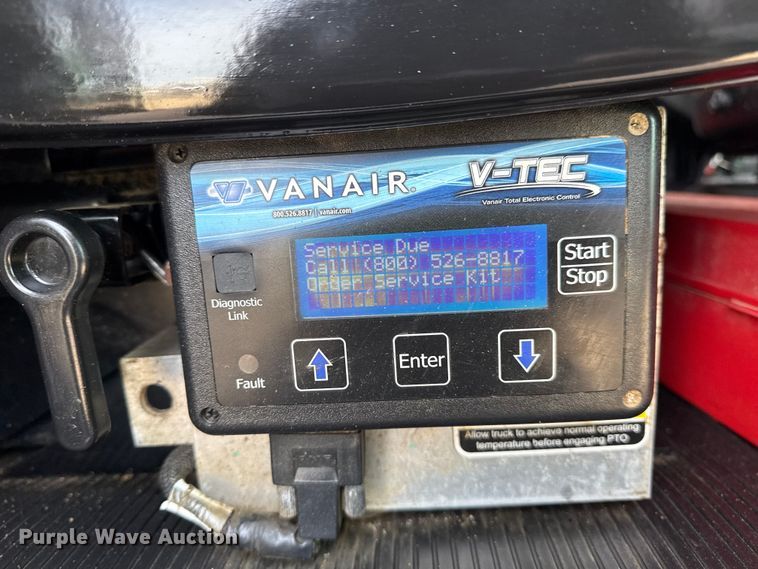 VANAIR®
800.526.8817 | vanair.com
V-TEC
Vanair Total Electronic Control
Service Due
Call (800) 526-8817
Order Service Kit
Start
Stop
Diagnostic
Link
Fault
Enter
Allow truck to achieve normal operating
temperature before engaging PTO
Purple Wave Auction